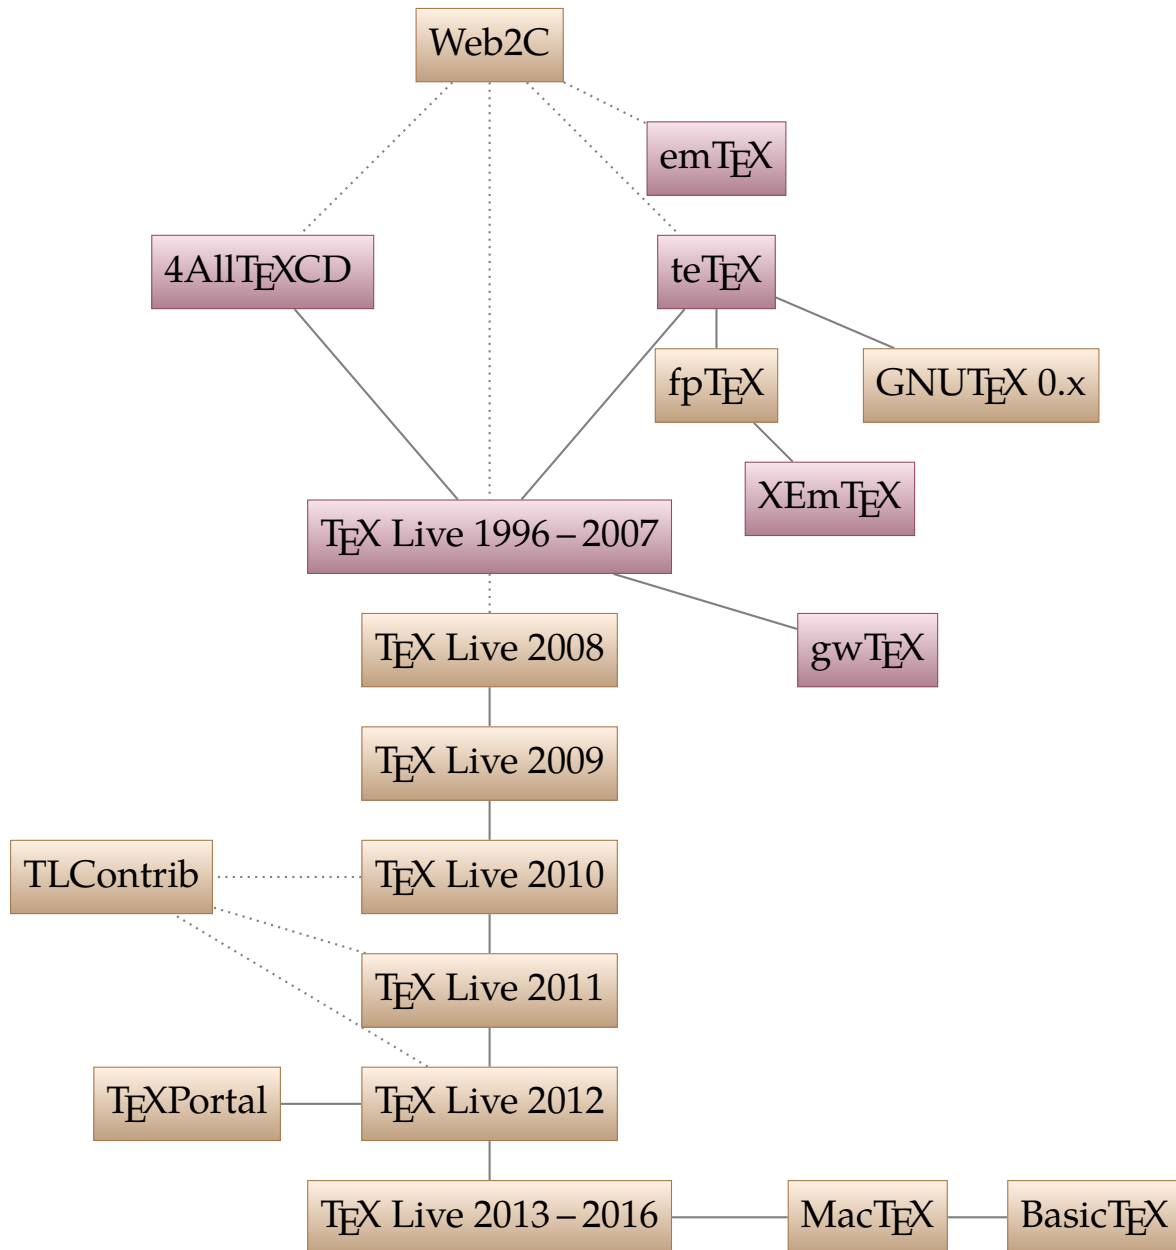 Web2C
emTEX
4AllTEXCD
teTEX
fpTEX
GNUTEX 0.x
XEmTEX
TEX Live 1996–2007
TEX Live 2008
gwTEX
TEX Live 2009
TLContrib
TEX Live 2010
TEX Live 2011
TEXPortal
TEX Live 2012
TEX Live 2013–2016
MacTEX
BasicTEX